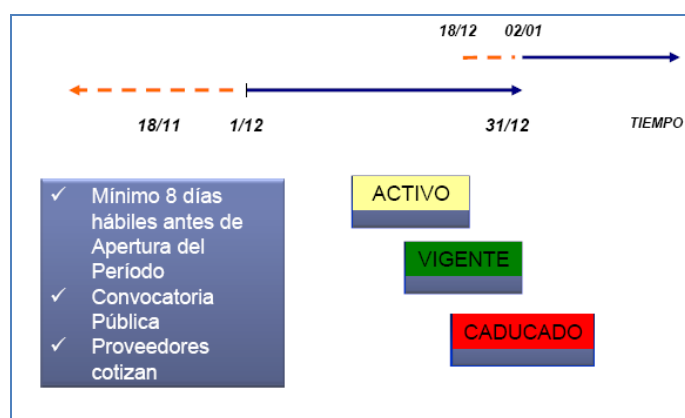 18/12 02/01
18/11 1/12 31/12 TIEMPO
✓ Mínimo 8 días
hábiles antes de
Apertura del
Período
✓ Convocatoria
Pública
✓ Proveedores
cotizan
ACTIVO
VIGENTE
CADUCADO